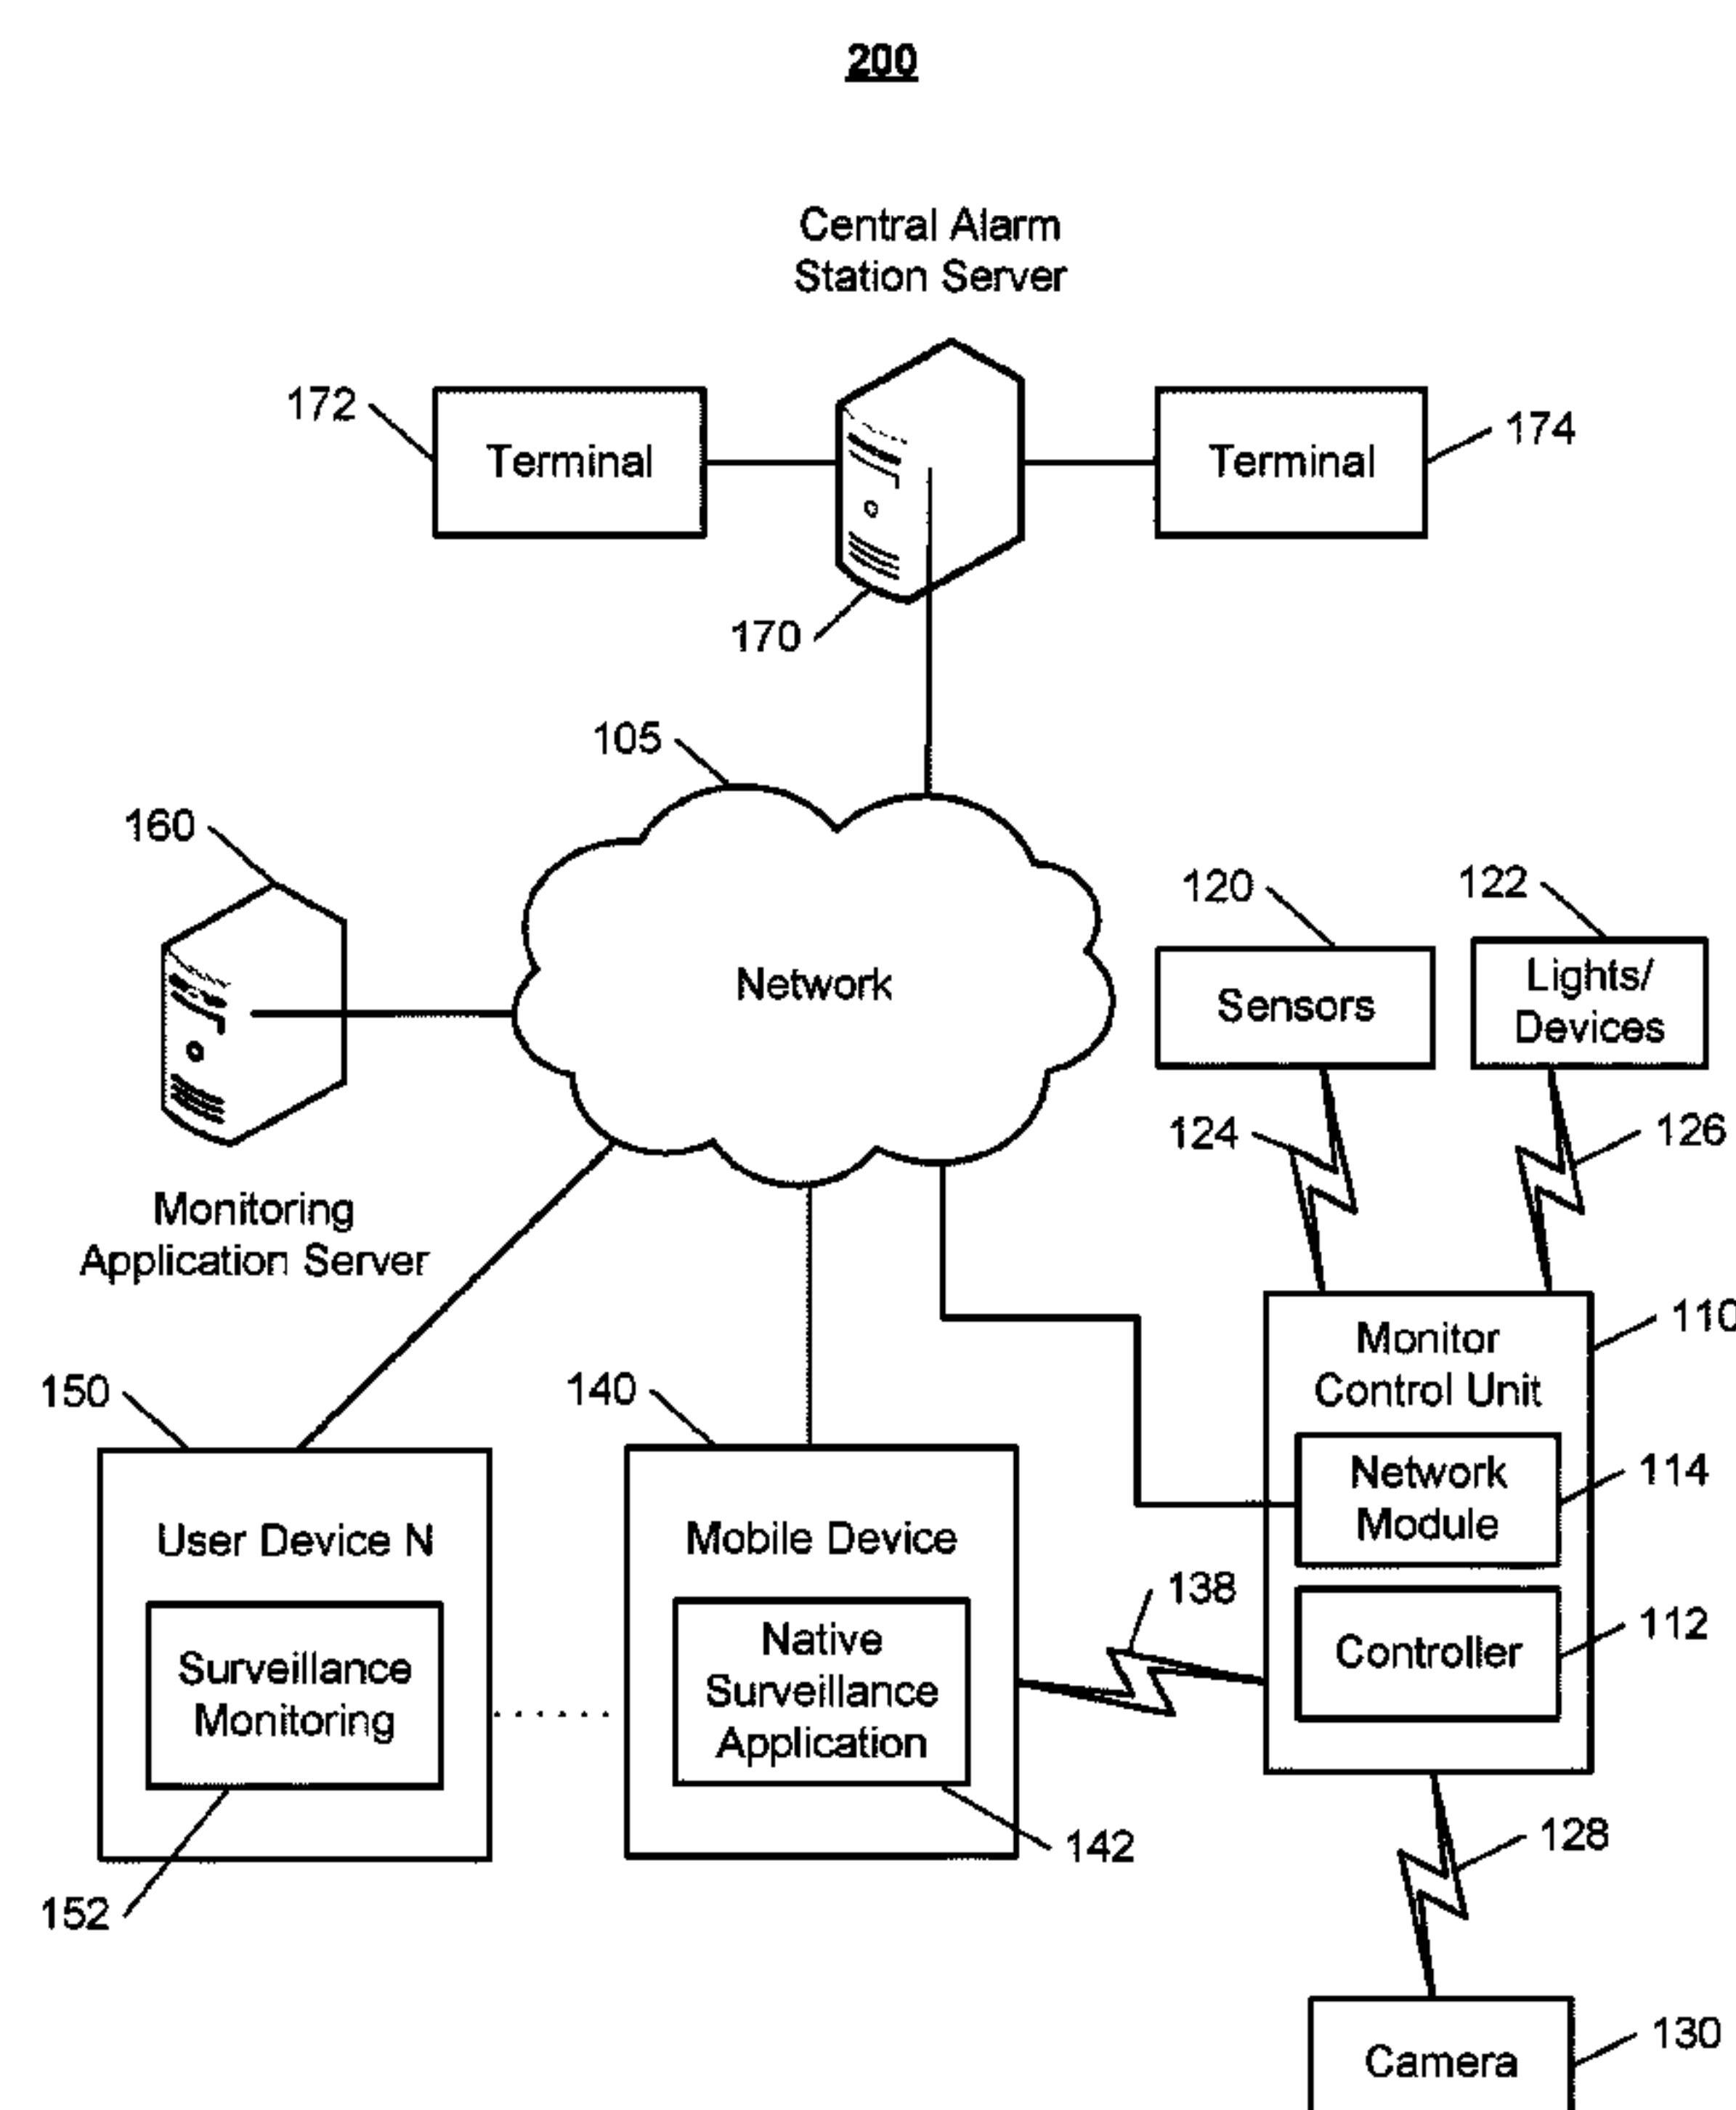 200
Central Alarm
Station Server
172
Terminal
Terminal
174
170
105
160
Network
120
122
Sensors
Lights/
Devices
124
126
Monitoring
Application Server
110
Monitor
Control Unit
150
140
Network
Module
114
User Device N
Mobile Device
138
Controller
112
Surveillance
Monitoring
Native
Surveillance
Application
142
128
152
Camera
130